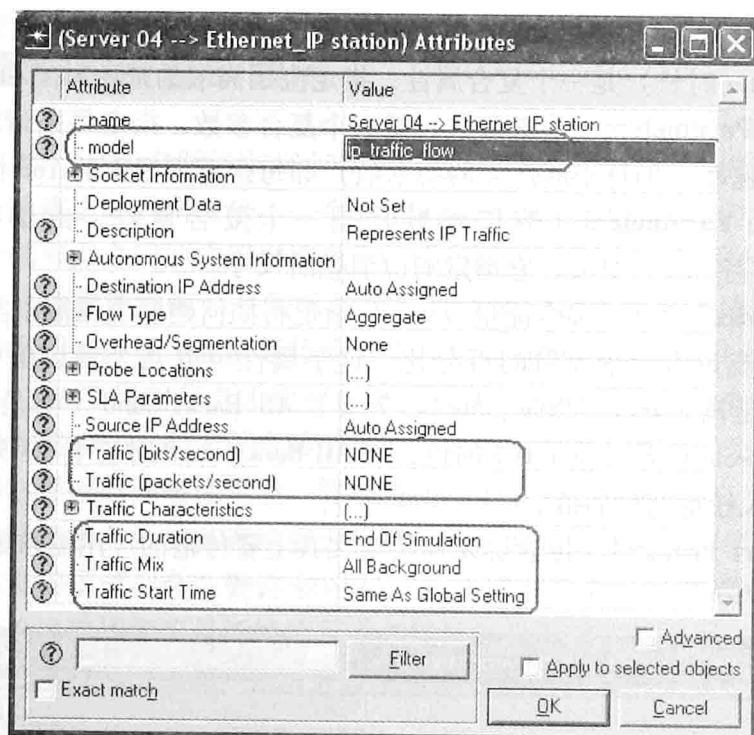 (Server 04 --> Ethernet_IP station) Attributes
Attribute Value
name Server 04 --> Ethernet_IP station
model ip_traffic_flow
Socket Information
Deployment Data Not Set
Description Represents IP Traffic
Autonomous System Information
Destination IP Address Auto Assigned
Flow Type Aggregate
Overhead/Segmentation None
Probe Locations (...)
SLA Parameters (...)
Source IP Address Auto Assigned
Traffic (bits/second) NONE
Traffic (packets/second) NONE
Traffic Characteristics (...)
Traffic Duration End Of Simulation
Traffic Mix All Background
Traffic Start Time Same As Global Setting
Advanced
Filter
Apply to selected objects
Exact match
OK Cancel